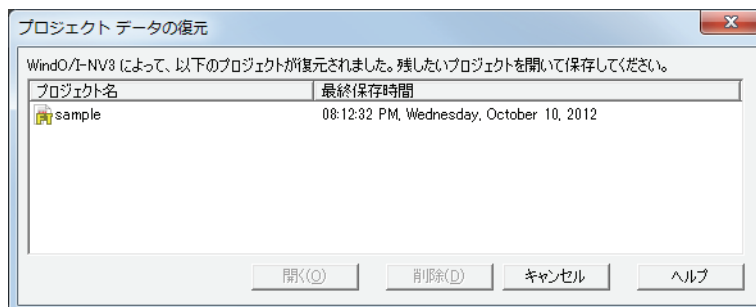 プロジェクト データの復元
WindO/I-NV3 によって、以下のプロジェクトが復元されました。残したいプロジェクトを開いて保存してください。
プロジェクト名 最終保存時間
sample 08:12:32 PM, Wednesday, October 10, 2012
開く(O) 削除(D) キャンセル ヘルプ